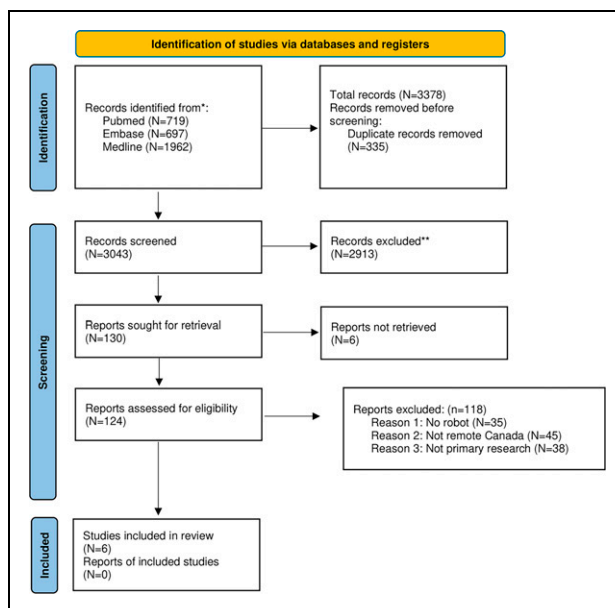 Identification of studies via databases and registers
Identification
Records identified from*:
Pubmed (N=719)
Embase (N=697)
Medline (N=1962)
Total records (N=3378)
Records removed before
screening:
Duplicate records removed
(N=335)
Screening
Records screened
(N=3043)
Records excluded**
(N=2913)
Reports sought for retrieval
(N=130)
Reports not retrieved
(N=6)
Reports assessed for eligibility
(N=124)
Reports excluded: (n=118)
Reason 1: No robot (N=35)
Reason 2: Not remote Canada (N=45)
Reason 3: Not primary research (N=38)
Included
Studies included in review
(N=6)
Reports of included studies
(N=0)